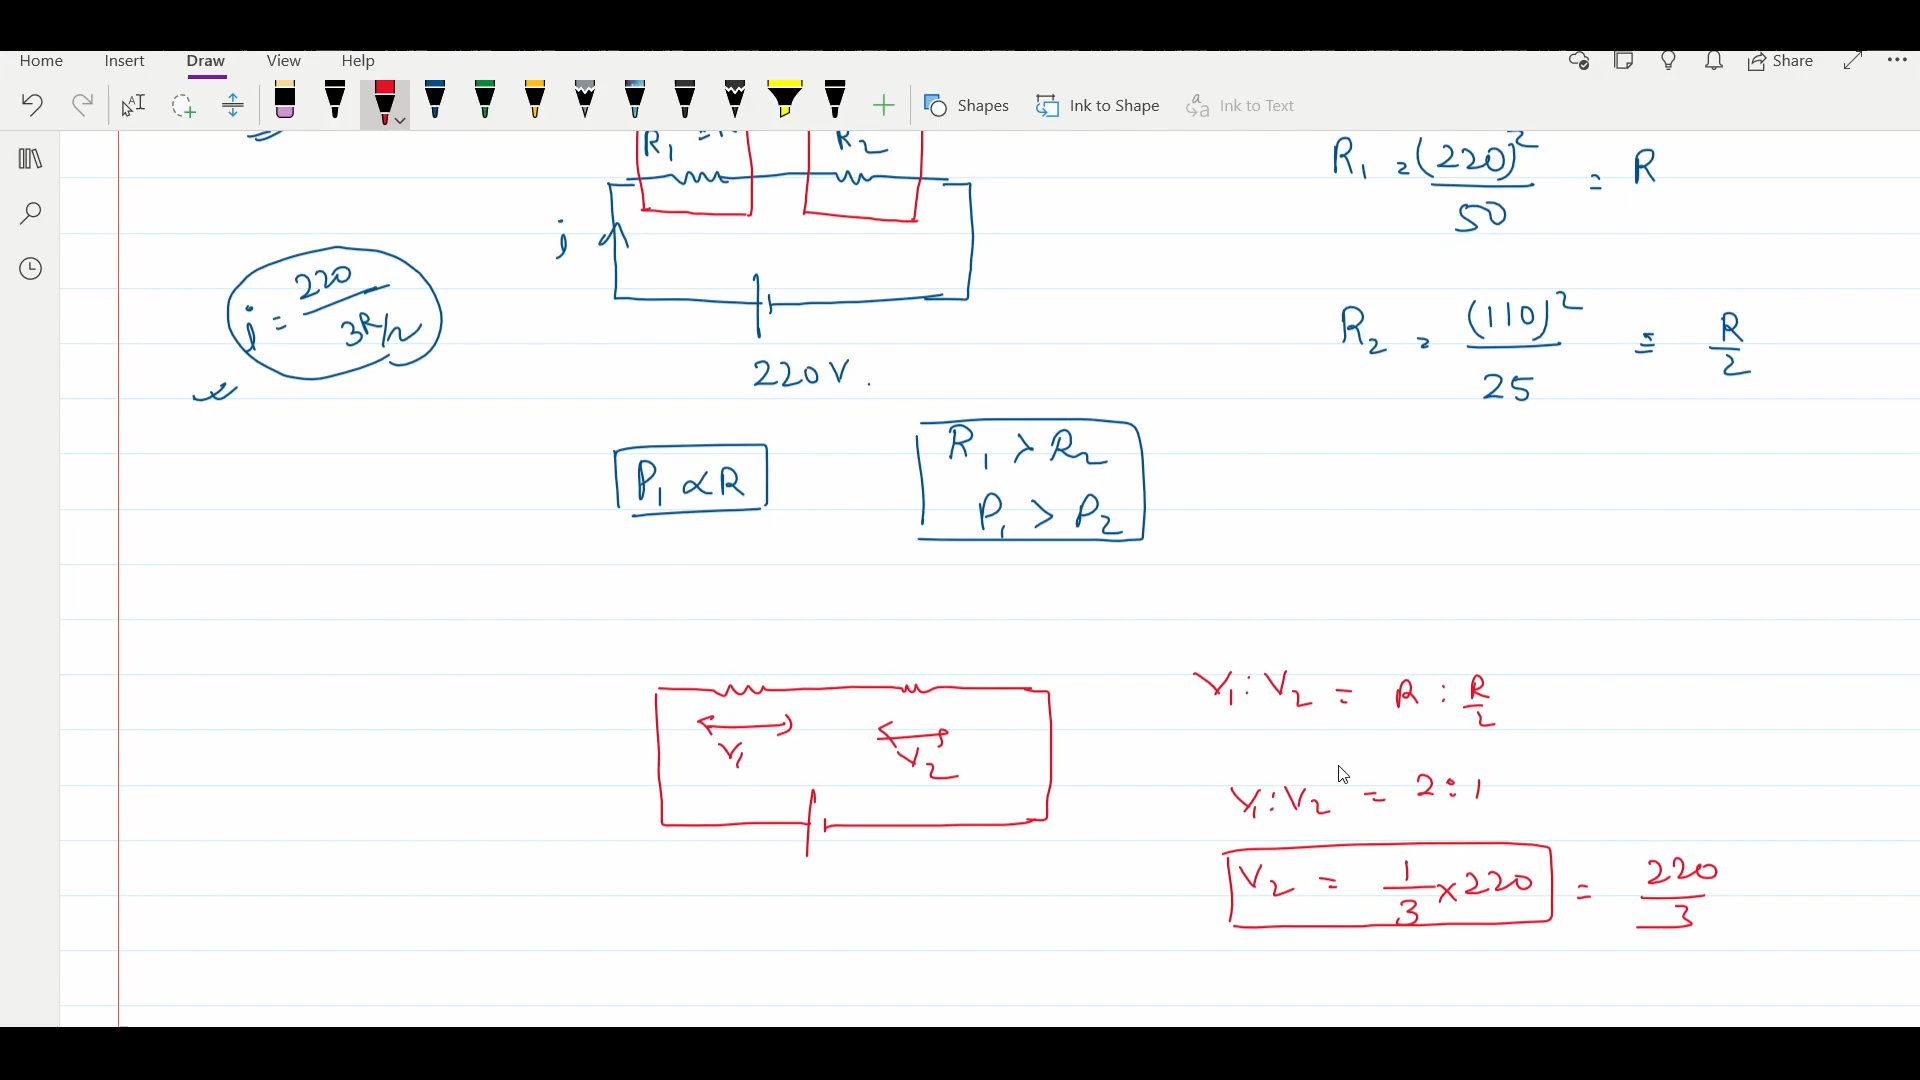 Home Insert Draw View Help Share
Shapes Ink to Shape Ink to Text
R₁ = R₂
R₁ = (220)² / 50 = R
i
i = 220 / 3R/2
220 V.
R₂ = (110)² / 25 = R/2
P₁ ∝ R
R₁ > R₂
P₁ > P₂
V₁ : V₂ = R : R/2
V₁ V₂
V₁ : V₂ = 2 : 1
V₂ = 1/3 × 220 = 220/3